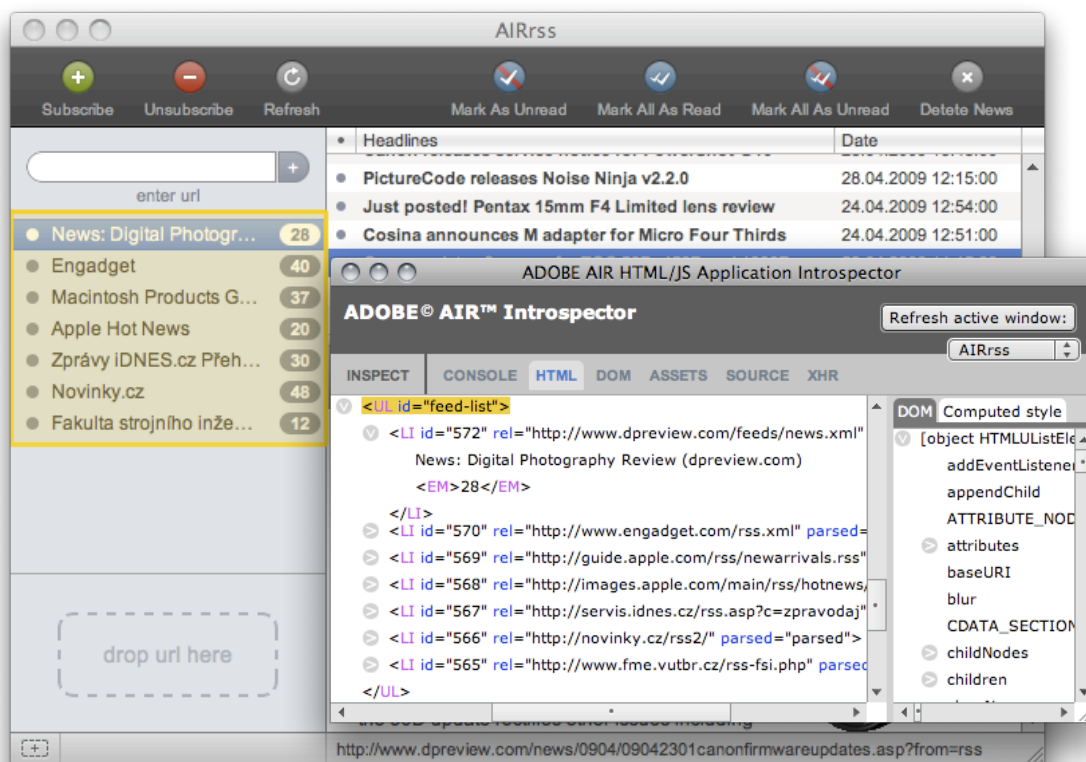 AIRrss
Subscribe Unsubscribe Refresh Mark As Unread Mark All As Read Mark All As Unread Detete News
enter url
News: Digital Photogr... 28
Engadget 40
Macintosh Products G... 37
Apple Hot News 20
Zprávy iDNES.cz Přeh... 30
Novinky.cz 48
Fakulta strojního inže... 12
drop url here
Headlines Date
PictureCode releases Noise Ninja v2.2.0 28.04.2009 12:15:00
Just posted! Pentax 15mm F4 Limited lens review 24.04.2009 12:54:00
Cosina announces M adapter for Micro Four Thirds 24.04.2009 12:51:00
ADOBE AIR HTML/JS Application Introspector
ADOBE© AIR™ Introspector
Refresh active window:
AIRrss
INSPECT CONSOLE HTML DOM ASSETS SOURCE XHR
<UL id="feed-list">
<LI id="572" rel="http://www.dpreview.com/feeds/news.xml"
News: Digital Photography Review (dpreview.com)
<EM>28</EM>
</LI>
<LI id="570" rel="http://www.engadget.com/rss.xml" parsed=
<LI id="569" rel="http://guide.apple.com/rss/newarrivals.rss"
<LI id="568" rel="http://images.apple.com/main/rss/hotnews/
<LI id="567" rel="http://servis.idnes.cz/rss.asp?c=zpravodaj"
<LI id="566" rel="http://novinky.cz/rss2/" parsed="parsed">
<LI id="565" rel="http://www.fme.vutbr.cz/rss-fsi.php" parsed
</UL>
DOM Computed style
[object HTMLUListEle
addEventListener
appendChild
ATTRIBUTE_NOD
attributes
baseURI
blur
CDATA_SECTION
childNodes
children
http://www.dpreview.com/news/0904/09042301canonfirmwareupdates.asp?from=rss